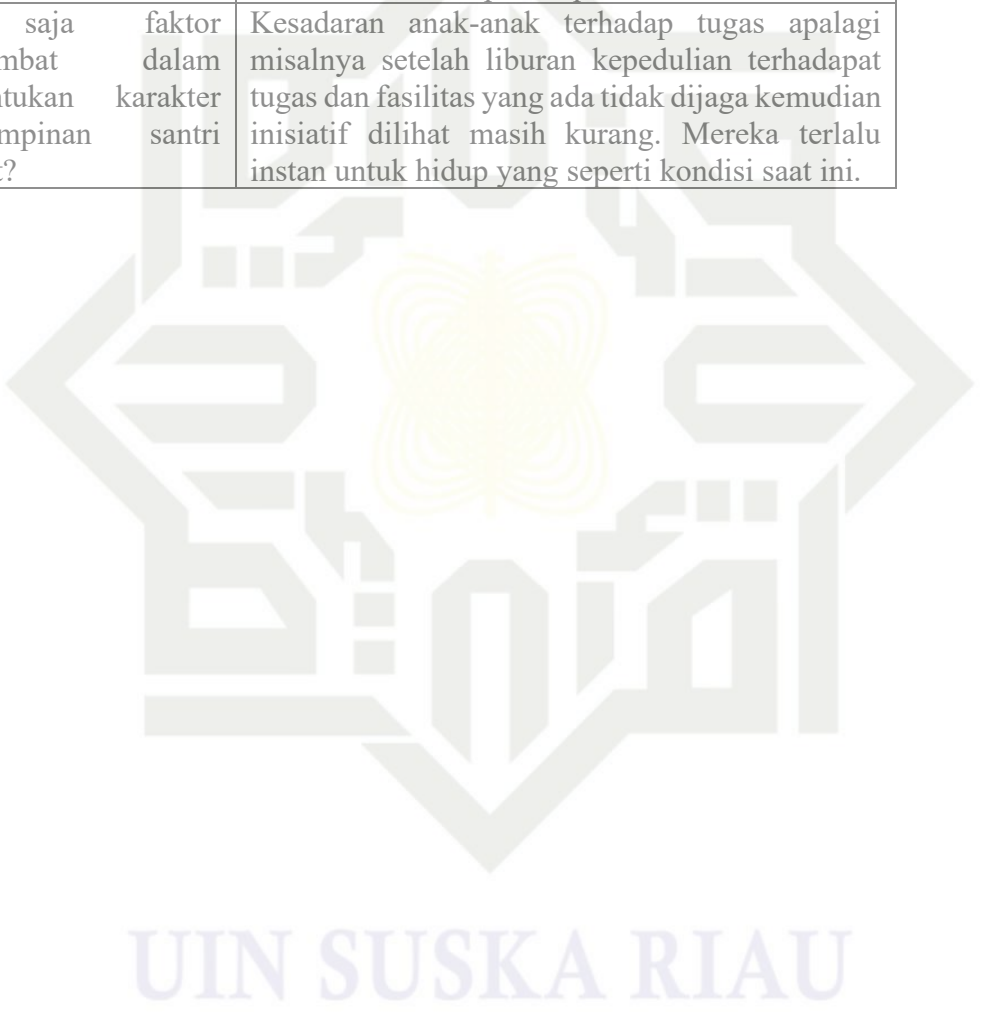 saja faktor
mbat dalam
tukan karakter
mpinan santri
?
Kesadaran anak-anak terhadap tugas apalagi
misalnya setelah liburan kepedulian terhadapat
tugas dan fasilitas yang ada tidak dijaga kemudian
inisiatif dilihat masih kurang. Mereka terlalu
instan untuk hidup yang seperti kondisi saat ini.
UIN SUSKA RIAU